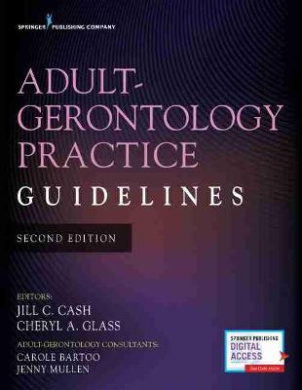 SPRINGER PUBLISHING COMPANY
ADULT-
GERONTOLOGY
PRACTICE
GUIDELINES
SECOND EDITION
EDITORS:
JILL C. CASH
CHERYL A. GLASS
ADULT-GERONTOLOGY CONSULTANTS:
CAROLE BARTOO
JENNY MULLEN
SPRINGER PUBLISHING
DIGITAL
ACCESS